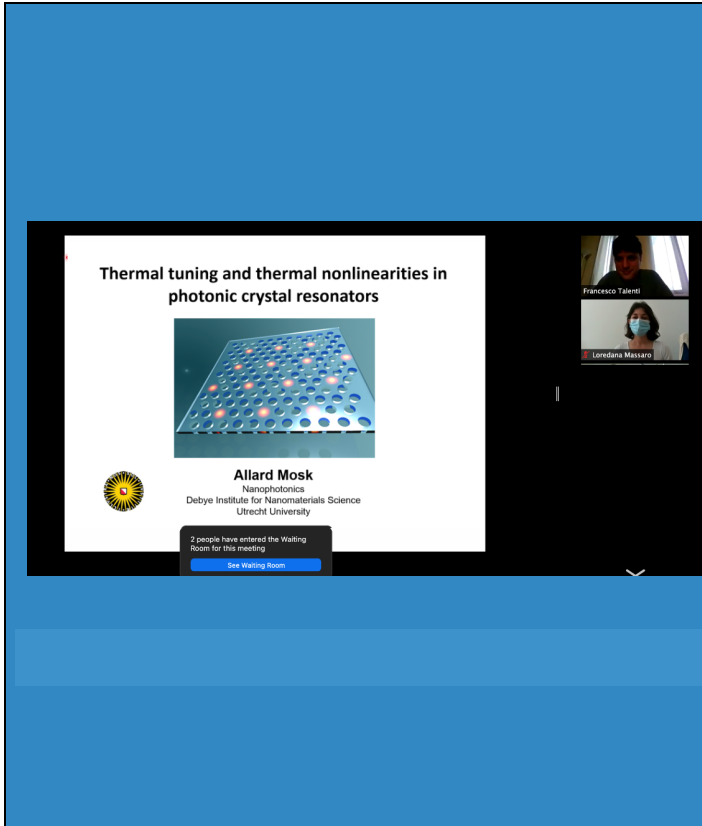 Thermal tuning and thermal nonlinearities in
photonic crystal resonators
Allard Mosk
Nanophotonics
Debye Institute for Nanomaterials Science
Utrecht University
2 people have entered the Waiting
Room for this meeting
See Waiting Room
Francesco Talenti
Loredana Massaro